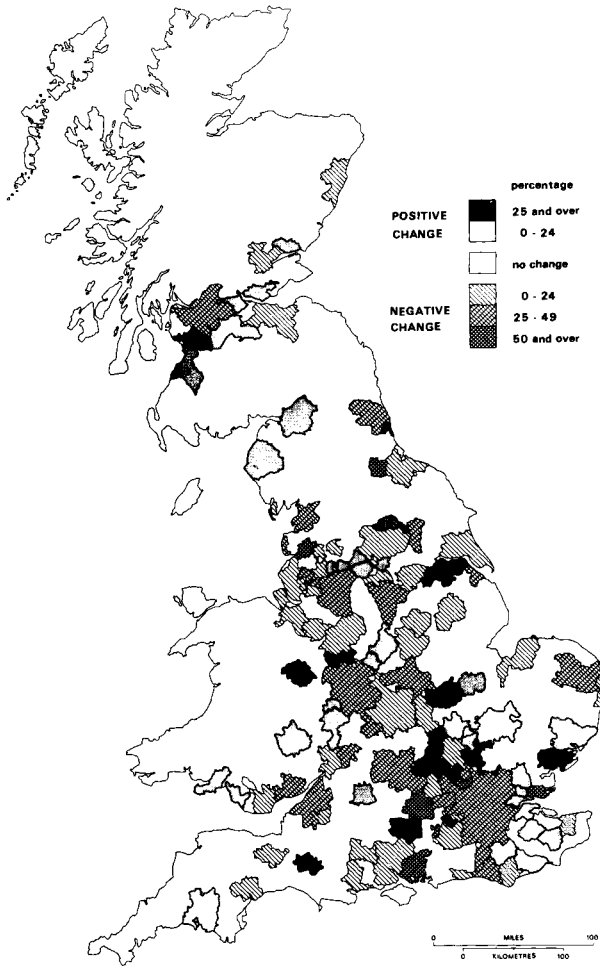 percentage
POSITIVE CHANGE
25 and over
0 - 24
no change
NEGATIVE CHANGE
0 - 24
25 - 49
50 and over
0 MILES 100
0 KILOMETRES 100